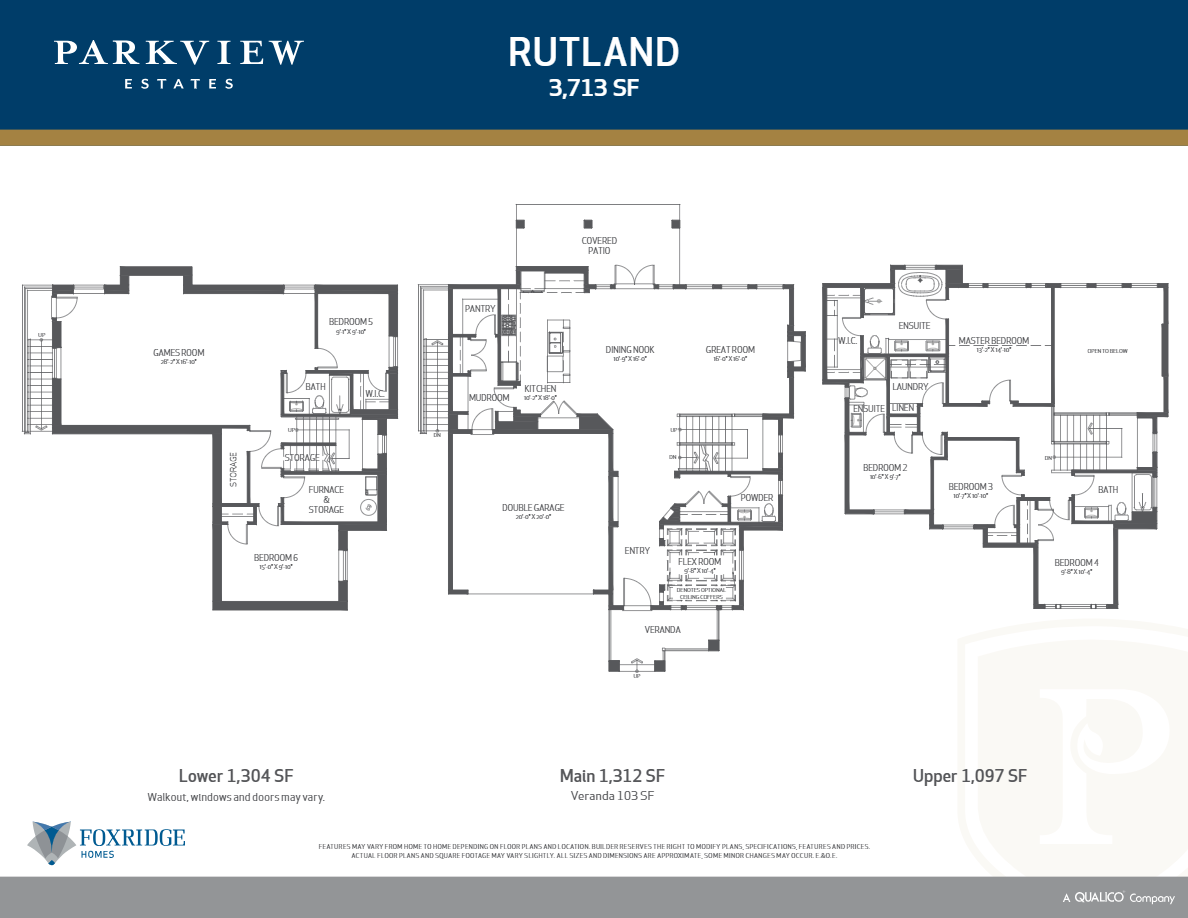 PARKVIEW
ESTATES
RUTLAND
3,713 SF
UP
GAMES ROOM
28'-2" X 16'-10"
BEDROOM 5
9'-1" X 9'-10"
BATH
W.I.C.
UP
STORAGE
STORAGE
FURNACE
&
STORAGE
BEDROOM 6
15'-0" X 9'-10"
COVERED
PATIO
PANTRY
DINING NOOK
10'-9" X 16'-0"
GREAT ROOM
16'-0" X 16'-0"
KITCHEN
10'-2" X 18'-0"
MUDROOM
DN
UP
DN
POWDER
DOUBLE GARAGE
20'-0" X 20'-0"
ENTRY
FLEX ROOM
9'-8" X 10'-4"
DENOTES OPTIONAL
CEILING COFFERS
VERANDA
UP
ENSUITE
W.I.C.
MASTER BEDROOM
13'-2" X 14'-10"
OPEN TO BELOW
LAUNDRY
ENSUITE
LINEN
DN
BEDROOM 2
10'-6" X 9'-7"
BEDROOM 3
10'-7" X 10'-10"
BATH
BEDROOM 4
9'-8" X 10'-4"
P
Lower 1,304 SF
Walkout, windows and doors may vary.
Main 1,312 SF
Veranda 103 SF
Upper 1,097 SF
FOXRIDGE
HOMES
FEATURES MAY VARY FROM HOME TO HOME DEPENDING ON FLOOR PLANS AND LOCATION. BUILDER RESERVES THE RIGHT TO MODIFY PLANS, SPECIFICATIONS, FEATURES AND PRICES.
ACTUAL FLOOR PLANS AND SQUARE FOOTAGE MAY VARY SLIGHTLY. ALL SIZES AND DIMENSIONS ARE APPROXIMATE, SOME MINOR CHANGES MAY OCCUR. E.&O.E.
A QUALICO® Company